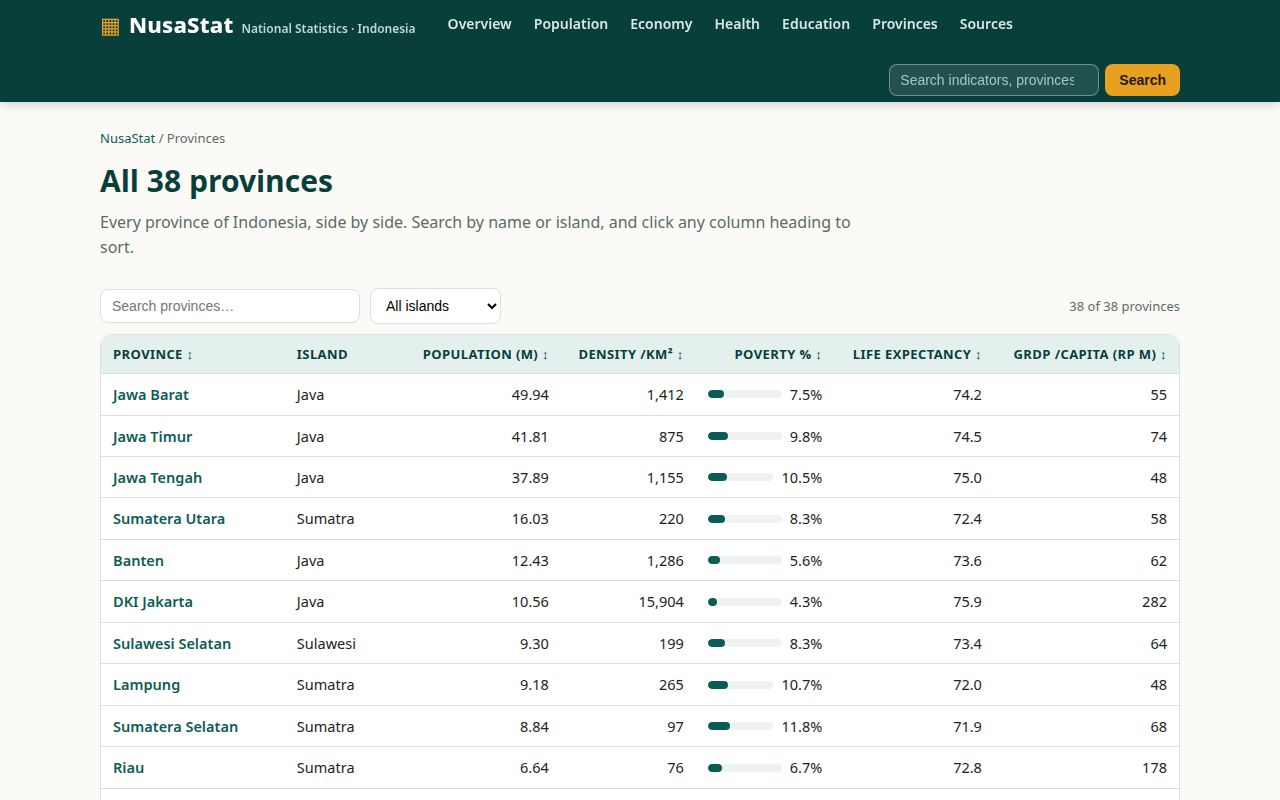 NusaStat National Statistics · Indonesia Overview Population Economy Health Education Provinces Sources
Search indicators, provinces Search
NusaStat / Provinces
All 38 provinces
Every province of Indonesia, side by side. Search by name or island, and click any column heading to
sort.
Search provinces… All islands 38 of 38 provinces
PROVINCE ↕ ISLAND POPULATION (M) ↕ DENSITY /KM² ↕ POVERTY % ↕ LIFE EXPECTANCY ↕ GRDP /CAPITA (RP M) ↕
Jawa Barat Java 49.94 1,412 7.5% 74.2 55
Jawa Timur Java 41.81 875 9.8% 74.5 74
Jawa Tengah Java 37.89 1,155 10.5% 75.0 48
Sumatera Utara Sumatra 16.03 220 8.3% 72.4 58
Banten Java 12.43 1,286 5.6% 73.6 62
DKI Jakarta Java 10.56 15,904 4.3% 75.9 282
Sulawesi Selatan Sulawesi 9.30 199 8.3% 73.4 64
Lampung Sumatra 9.18 265 10.7% 72.0 48
Sumatera Selatan Sumatra 8.84 97 11.8% 71.9 68
Riau Sumatra 6.64 76 6.7% 72.8 178